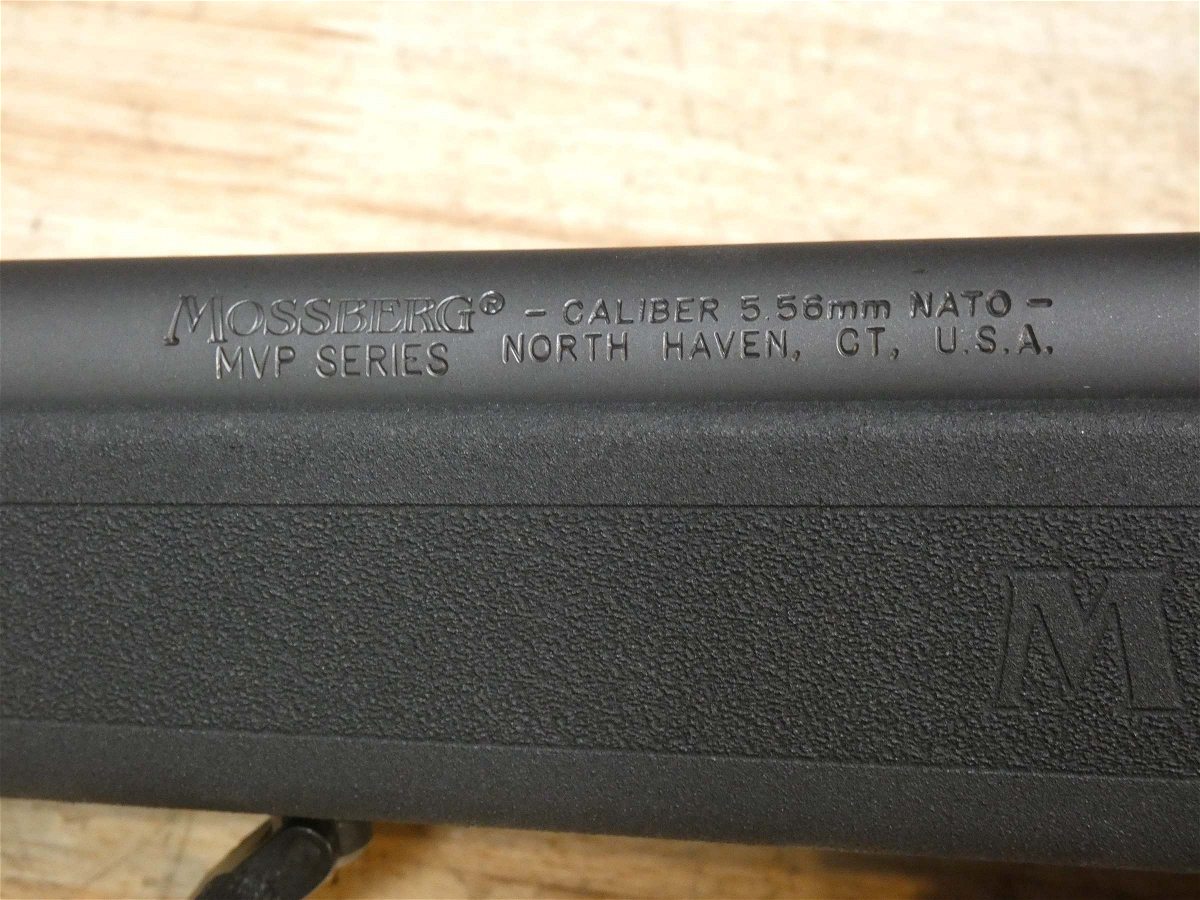 MOSSBERG® - CALIBER 5.56mm NATO -
MVP SERIES NORTH HAVEN, CT, U.S.A.
M